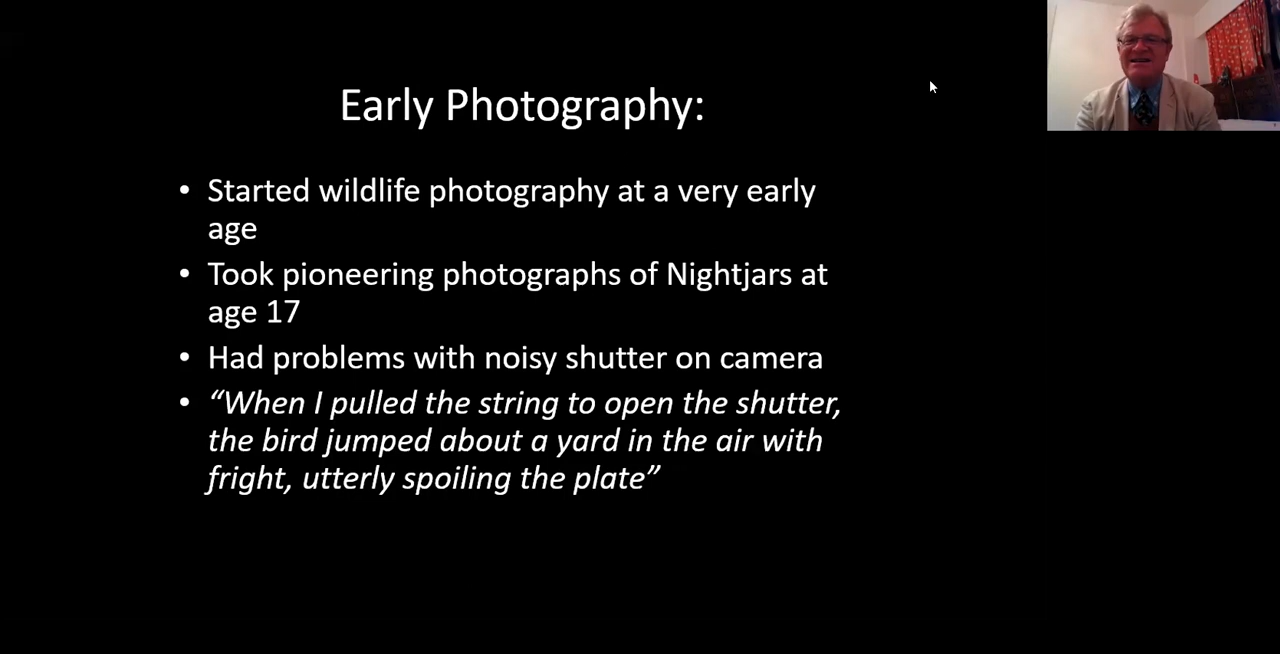 Early Photography:
• Started wildlife photography at a very early
age
• Took pioneering photographs of Nightjars at
age 17
• Had problems with noisy shutter on camera
• “When I pulled the string to open the shutter,
the bird jumped about a yard in the air with
fright, utterly spoiling the plate”